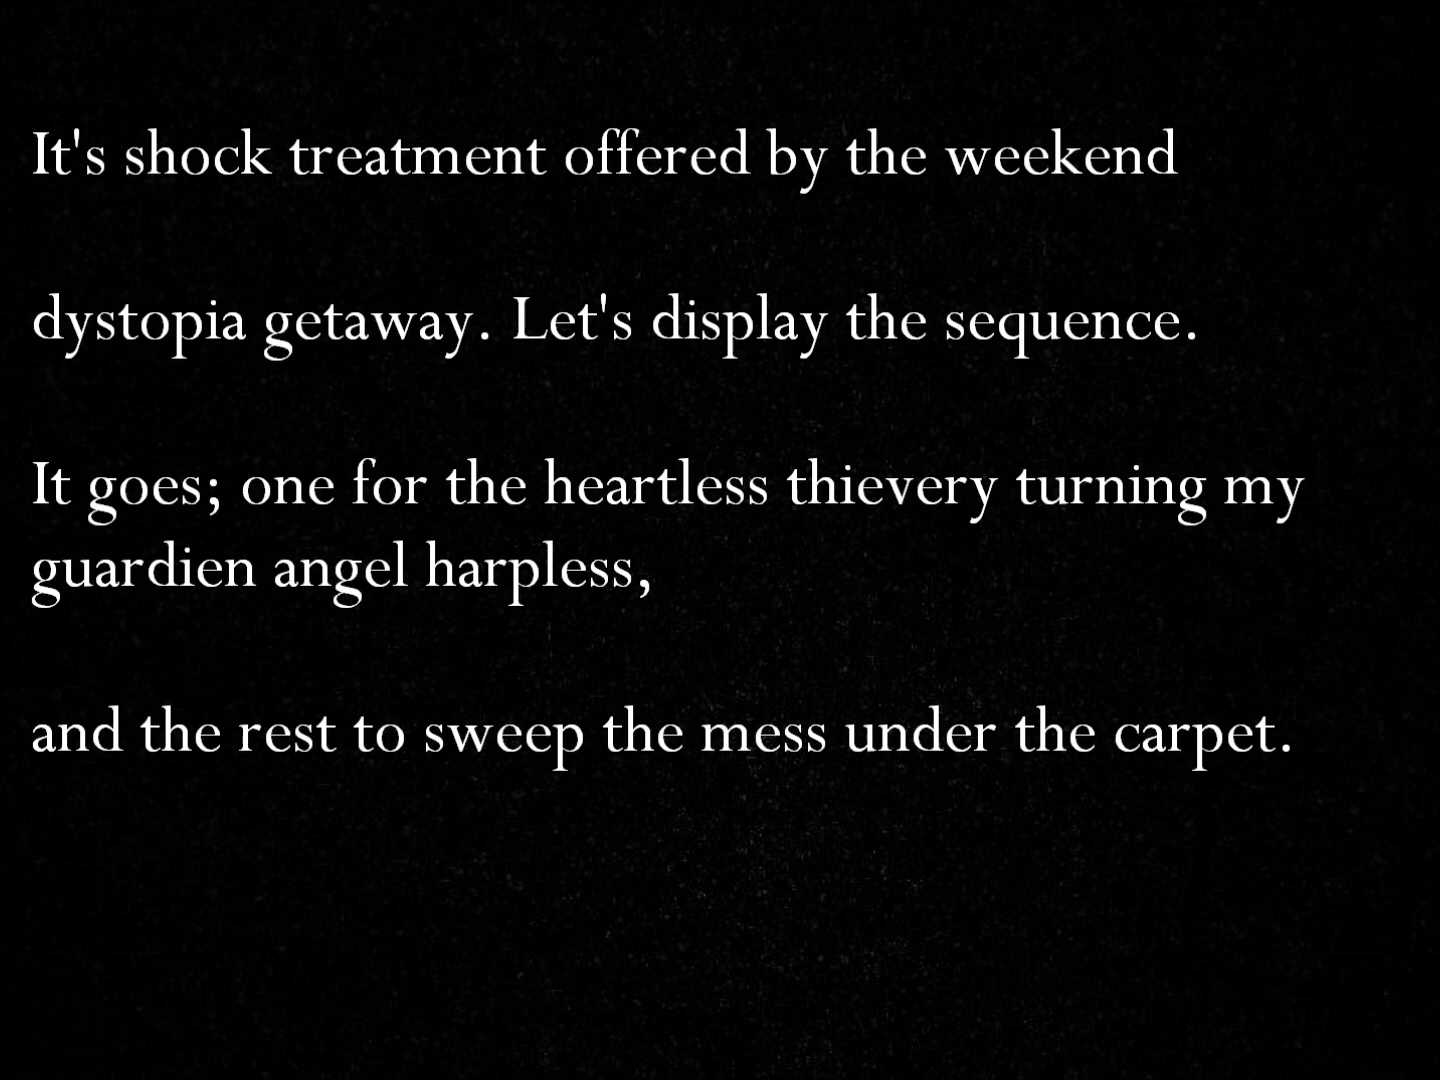 It's shock treatment offered by the weekend
dystopia getaway. Let's display the sequence.
It goes; one for the heartless thievery turning my
guardien angel harpless,
and the rest to sweep the mess under the carpet.